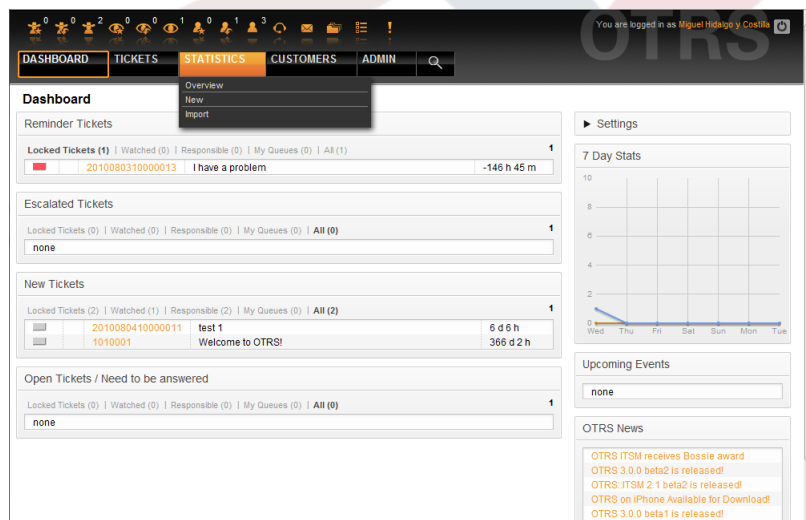 0 0 2 0 0 1 0 1 3
You are logged in as Miguel Hidalgo y Costilla
OTRS
DASHBOARD TICKETS STATISTICS CUSTOMERS ADMIN
Overview
New
Import
Dashboard
Reminder Tickets
Locked Tickets (1) | Watched (0) | Responsible (0) | My Queues (0) | All (1) 1
2010080310000013 I have a problem -146 h 45 m
Escalated Tickets
Locked Tickets (0) | Watched (0) | Responsible (0) | My Queues (0) | All (0) 1
none
New Tickets
Locked Tickets (2) | Watched (1) | Responsible (2) | My Queues (0) | All (2) 1
2010080410000011 test 1 6 d 6 h
1010001 Welcome to OTRS! 366 d 2 h
Open Tickets / Need to be answered
Locked Tickets (0) | Watched (0) | Responsible (0) | My Queues (0) | All (0) 1
none
Settings
7 Day Stats
10
8
6
4
2
0
Wed Thu Fri Sat Sun Mon Tue
Upcoming Events
none
OTRS News
OTRS ITSM receives Bossie award
OTRS 3.0.0 beta2 is released!
OTRS::ITSM 2.1 beta2 is released!
OTRS on iPhone Available for Download!
OTRS 3.0.0 beta1 is released!